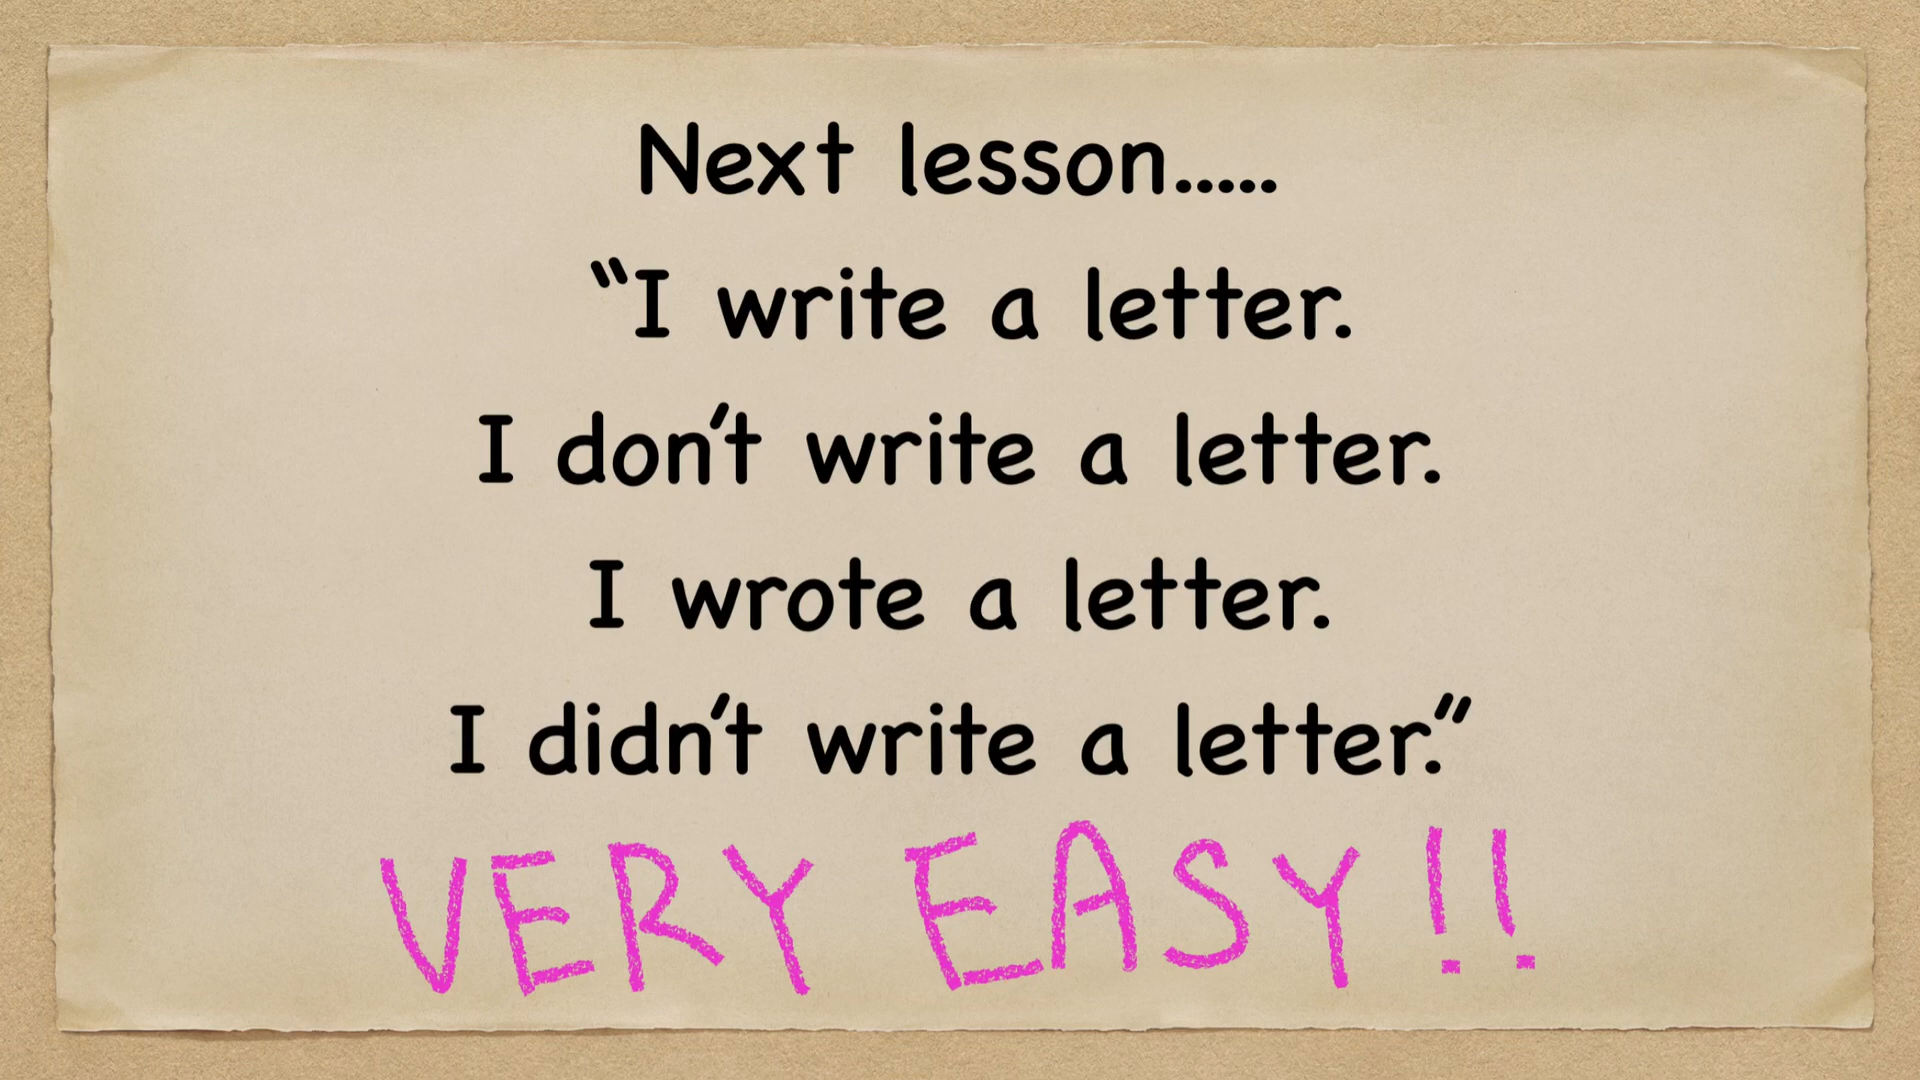 Next lesson.....
“I write a letter.
I don’t write a letter.
I wrote a letter.
I didn’t write a letter.”
VERY EASY!!